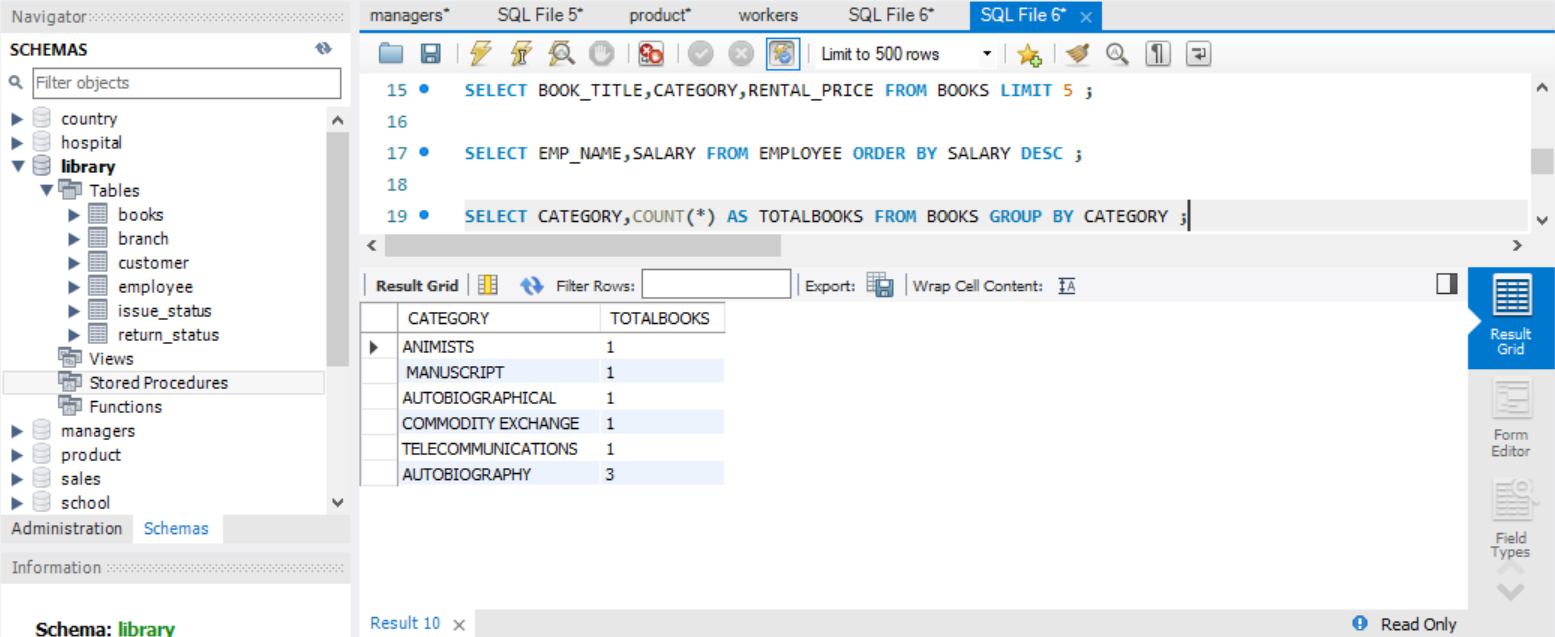 Navigator
SCHEMAS
Filter objects
country
hospital
library
Tables
books
branch
customer
employee
issue_status
return_status
Views
Stored Procedures
Functions
managers
product
sales
school
Administration Schemas
Information
Schema: library
managers* SQL File 5* product* workers SQL File 6* SQL File 6*
Limit to 500 rows
15 SELECT BOOK_TITLE,CATEGORY,RENTAL_PRICE FROM BOOKS LIMIT 5 ;
16
17 SELECT EMP_NAME,SALARY FROM EMPLOYEE ORDER BY SALARY DESC ;
18
19 SELECT CATEGORY,COUNT(*) AS TOTALBOOKS FROM BOOKS GROUP BY CATEGORY ;
Result Grid Filter Rows: Export: Wrap Cell Content: IA
CATEGORY TOTALBOOKS
ANIMISTS 1
MANUSCRIPT 1
AUTOBIOGRAPHICAL 1
COMMODITY EXCHANGE 1
TELECOMMUNICATIONS 1
AUTOBIOGRAPHY 3
Result
Grid
Form
Editor
Field
Types
Result 10 Read Only